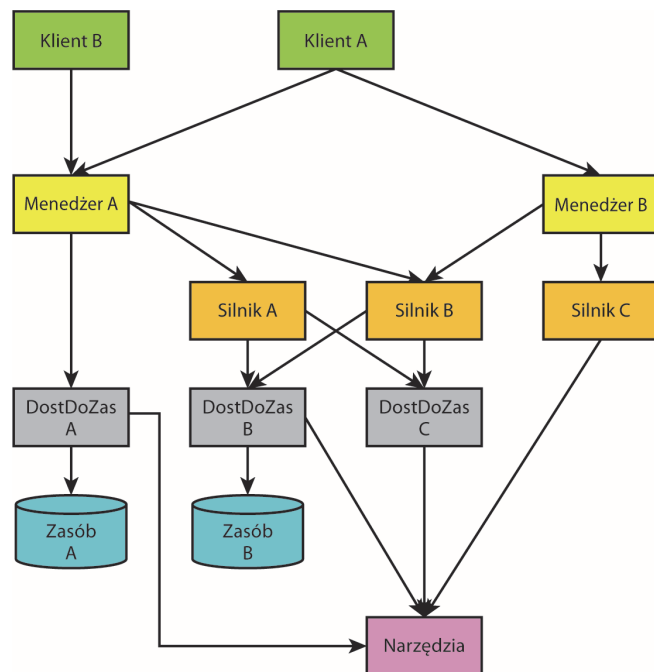 Klient B
Klient A
Menedżer A
Menedżer B
Silnik A
Silnik B
Silnik C
DostDoZas
A
DostDoZas
B
DostDoZas
C
Zasób
A
Zasób
B
Narzędzia